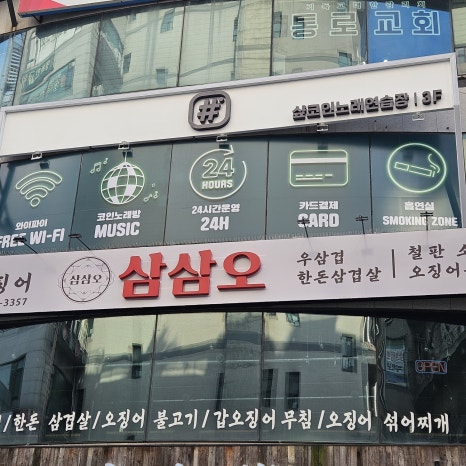 통로교회
# 샵코인노래연습장 | 3F
와이파이
FREE WI-FI
코인노래방
MUSIC
24 HOURS
24시간운영
24H
카드결제
CARD
흡연실
SMOKING ZONE
징어
-3357
삼삼오
삼삼오
우삼겹
한돈삼겹살
철판
오징어
/한돈 삼겹살/오징어 불고기/갑오징어무침/오징어 섞어찌개
OPEN